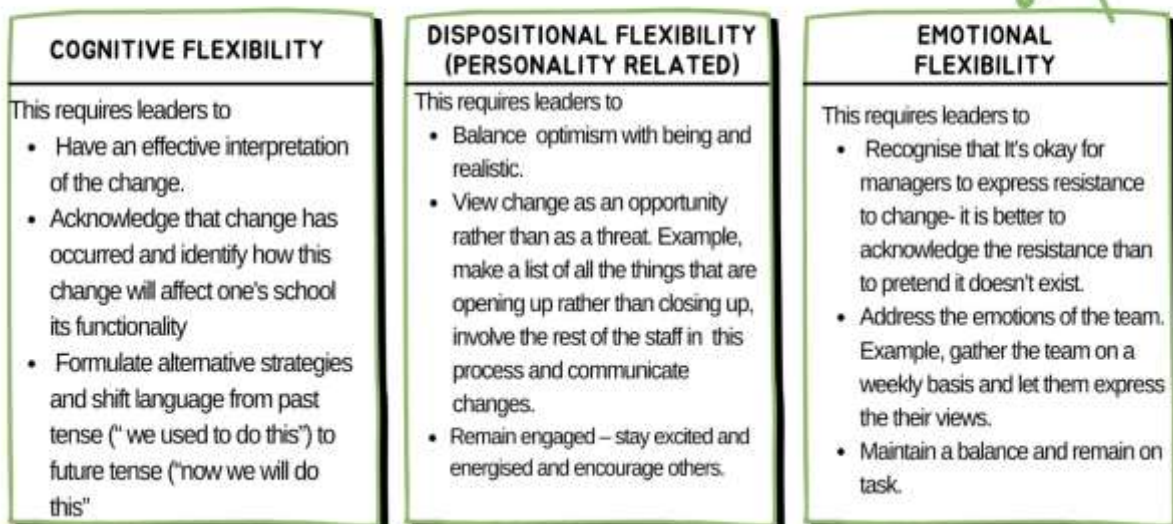 COGNITIVE FLEXIBILITY
This requires leaders to
• Have an effective interpretation
of the change.
• Acknowledge that change has
occurred and identify how this
change will affect one's school
its functionality
• Formulate alternative strategies
and shift language from past
tense (“ we used to do this”) to
future tense (“now we will do
this”
DISPOSITIONAL FLEXIBILITY
(PERSONALITY RELATED)
This requires leaders to
• Balance optimism with being and
realistic.
• View change as an opportunity
rather than as a threat. Example,
make a list of all the things that are
opening up rather than closing up,
involve the rest of the staff in this
process and communicate
changes.
• Remain engaged – stay excited and
energised and encourage others.
EMOTIONAL
FLEXIBILITY
This requires leaders to
• Recognise that It's okay for
managers to express resistance
to change- it is better to
acknowledge the resistance than
to pretend it doesn't exist.
• Address the emotions of the team.
Example, gather the team on a
weekly basis and let them express
the their views.
• Maintain a balance and remain on
task.